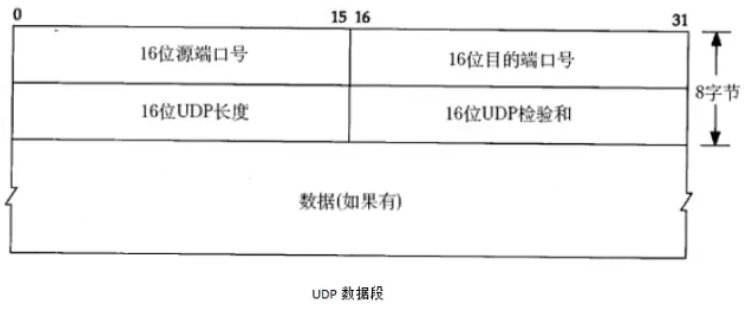 0 15 16 31
16位源端口号 16位目的端口号
8字节
16位UDP长度 16位UDP检验和
数据(如果有)
UDP 数据段